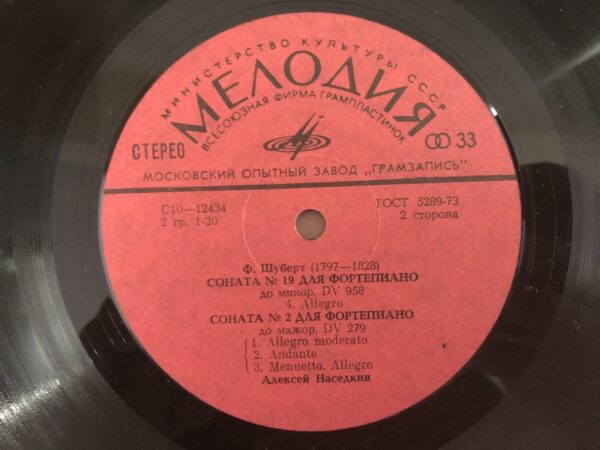 МИНИСТЕРСТВО КУЛЬТУРЫ СССР
МЕЛОДИЯ
ВСЕСОЮЗНАЯ ФИРМА ГРАМПЛАСТИНОК
СТЕРЕО
33
МОСКОВСКИЙ ОПЫТНЫЙ ЗАВОД „ГРАМЗАПИСЬ"
С10—12434
ГОСТ 5289-73
2 гр. 1-20
2 сторона
Ф. Шуберт (1797—1828)
СОНАТА № 19 ДЛЯ ФОРТЕПИАНО
до минор, DV 958
4. Allegro
СОНАТА № 2 ДЛЯ ФОРТЕПИАНО
до мажор, DV 279
1. Allegro moderato
2. Andante
3. Menuetto. Allegro
Алексей Наседкин